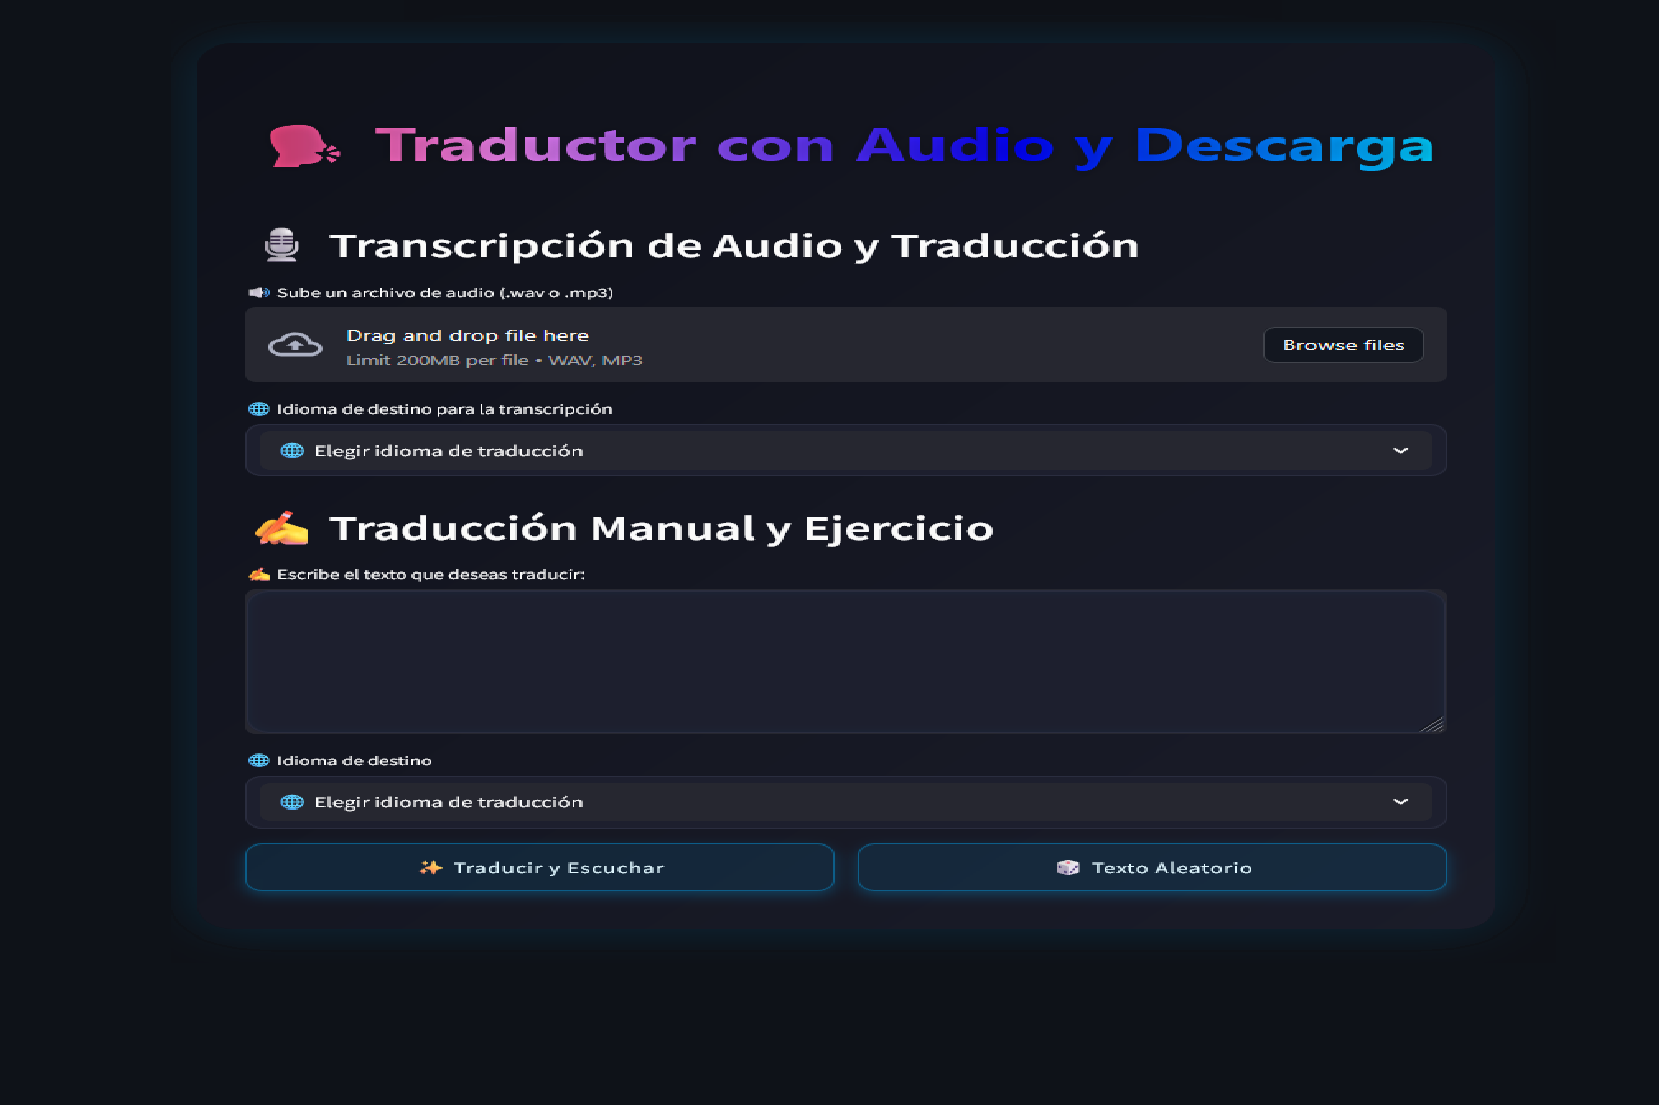 Traductor con Audio y Descarga
Transcripción de Audio y Traducción
Sube un archivo de audio (.wav o .mp3)
Drag and drop file here
Limit 200MB per file • WAV, MP3
Browse files
Idioma de destino para la transcripción
Elegir idioma de traducción
Traducción Manual y Ejercicio
Escribe el texto que deseas traducir:
Idioma de destino
Elegir idioma de traducción
Traducir y Escuchar
Texto Aleatorio